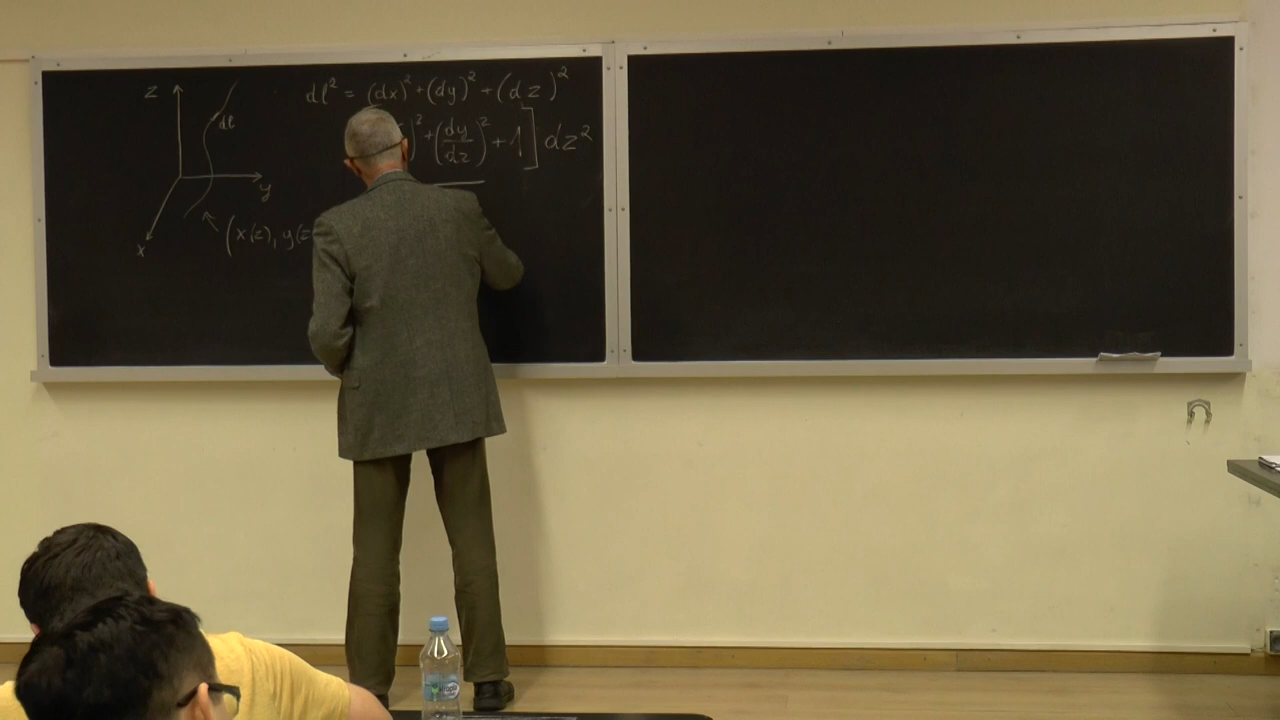 z
dl
y
x
(x(z), y(z
dl² = (dx)² + (dy)² + (dz)²
)² + (dy/dz)² + 1] dz²